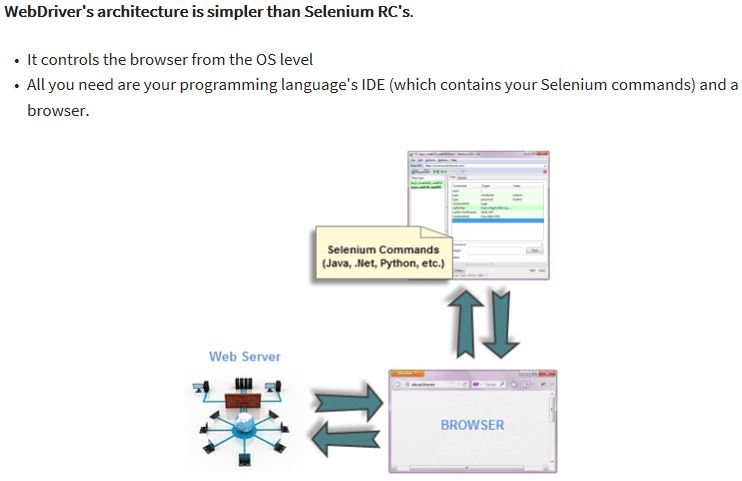 WebDriver's architecture is simpler than Selenium RC's.
• It controls the browser from the OS level
• All you need are your programming language's IDE (which contains your Selenium commands) and a
browser.
Selenium Commands
(Java, .Net, Python, etc.)
Web Server
BROWSER